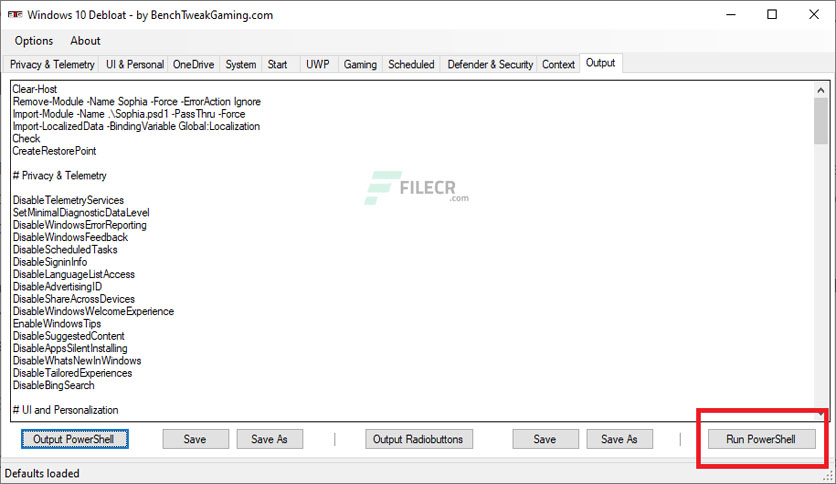 Windows 10 Debloat - by BenchTweakGaming.com
Options About
Privacy & Telemetry UI & Personal OneDrive System Start UWP Gaming Scheduled Defender & Security Context Output
Clear-Host
Remove-Module -Name Sophia -Force -ErrorAction Ignore
Import-Module -Name .\Sophia.psd1 -PassThru -Force
Import-LocalizedData -BindingVariable Global:Localization
Check
CreateRestorePoint
# Privacy & Telemetry
DisableTelemetryServices
SetMinimalDiagnosticDataLevel
DisableWindowsErrorReporting
DisableWindowsFeedback
DisableScheduledTasks
DisableSigninInfo
DisableLanguageListAccess
DisableAdvertisingID
DisableShareAcrossDevices
DisableWindowsWelcomeExperience
EnableWindowsTips
DisableSuggestedContent
DisableAppsSilentInstalling
DisableWhatsNewInWindows
DisableTailoredExperiences
DisableBingSearch
# UI and Personalization
FILECR
.com
Output PowerShell Save Save As | Output Radiobuttons Save Save As | Run PowerShell
Defaults loaded